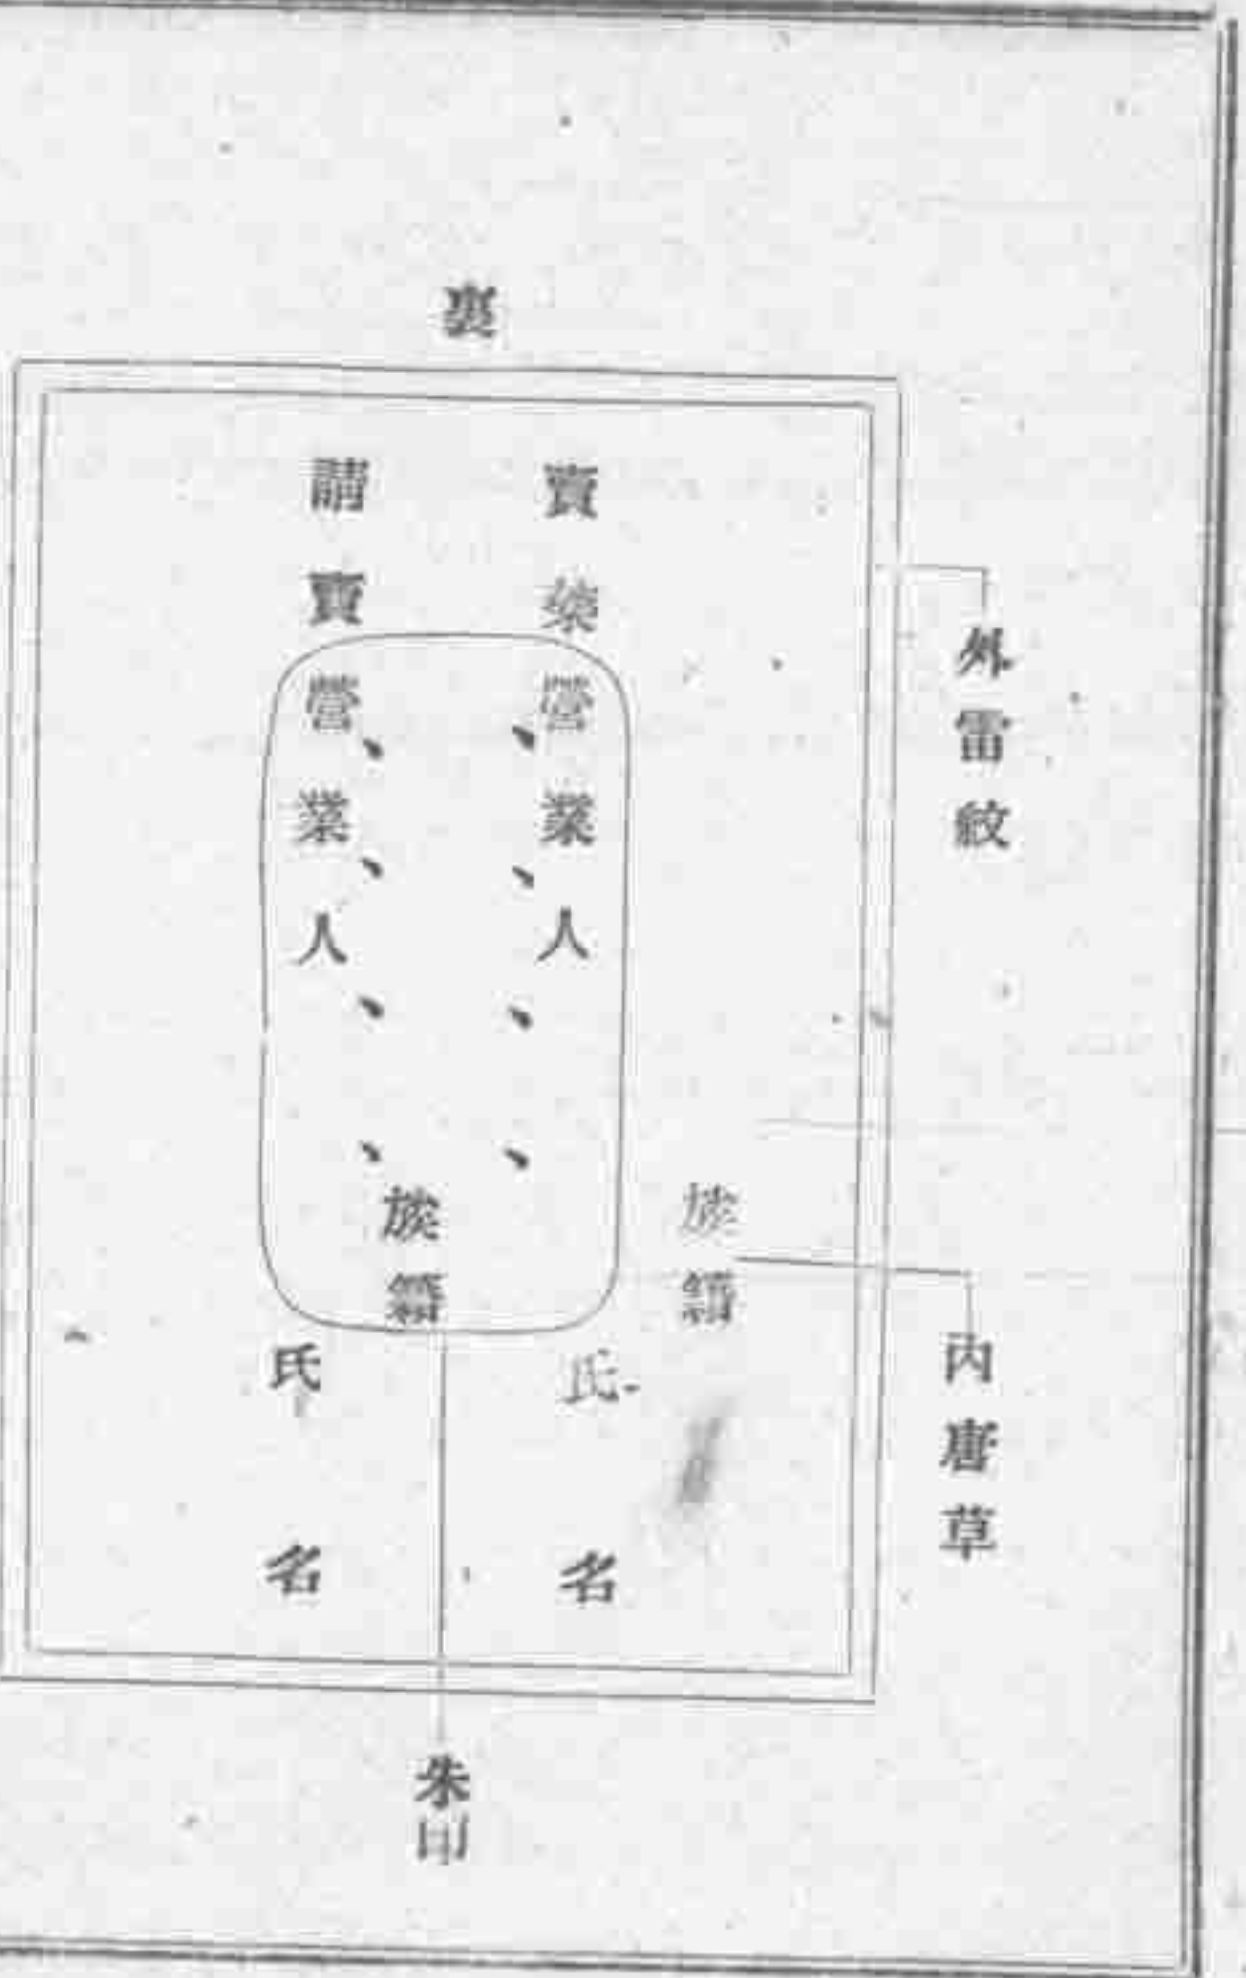 裏
外雷紋
內唐草
族籍
賣藥營業人
氏名
、、、、
、、、、
族籍
請賣營業人
氏名
朱印